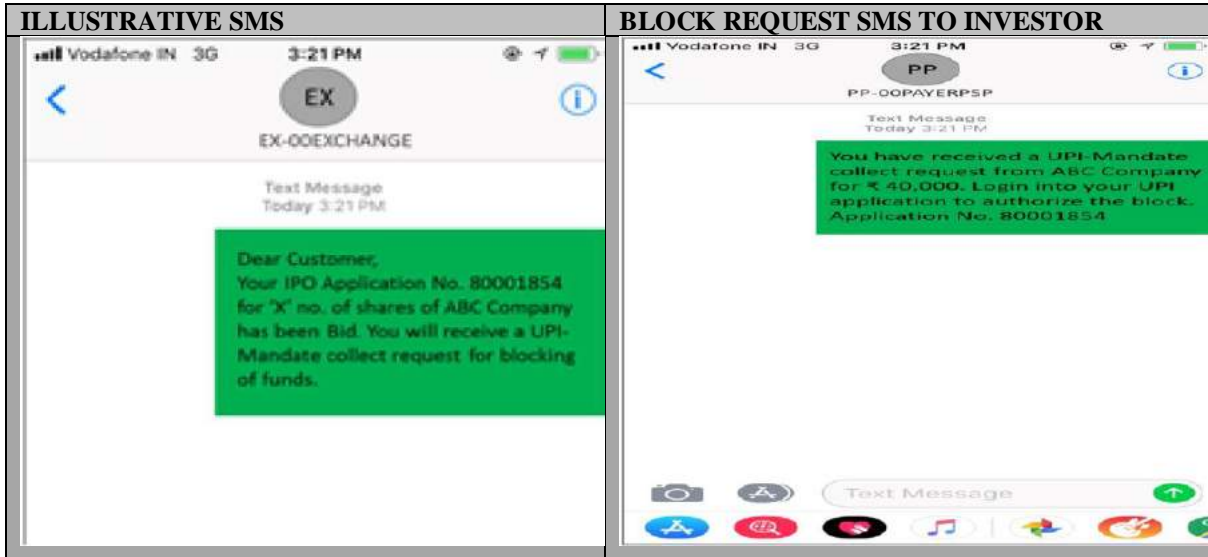 ILLUSTRATIVE SMS
Vodafone IN 3G 3:21 PM
EX
EX-00EXCHANGE
Text Message
Today 3:21 PM
Dear Customer,
Your IPO Application No. 80001854
for 'X' no. of shares of ABC Company
has been Bid. You will receive a UPI-
Mandate collect request for blocking
of funds.
BLOCK REQUEST SMS TO INVESTOR
Vodafone IN 3G 3:21 PM
PP
PP-00PAYERPSP
Text Message
Today 3:21 PM
You have received a UPI-Mandate
collect request from ABC Company
for ₹ 40,000. Login into your UPI
application to authorize the block.
Application No. 80001854
Text Message